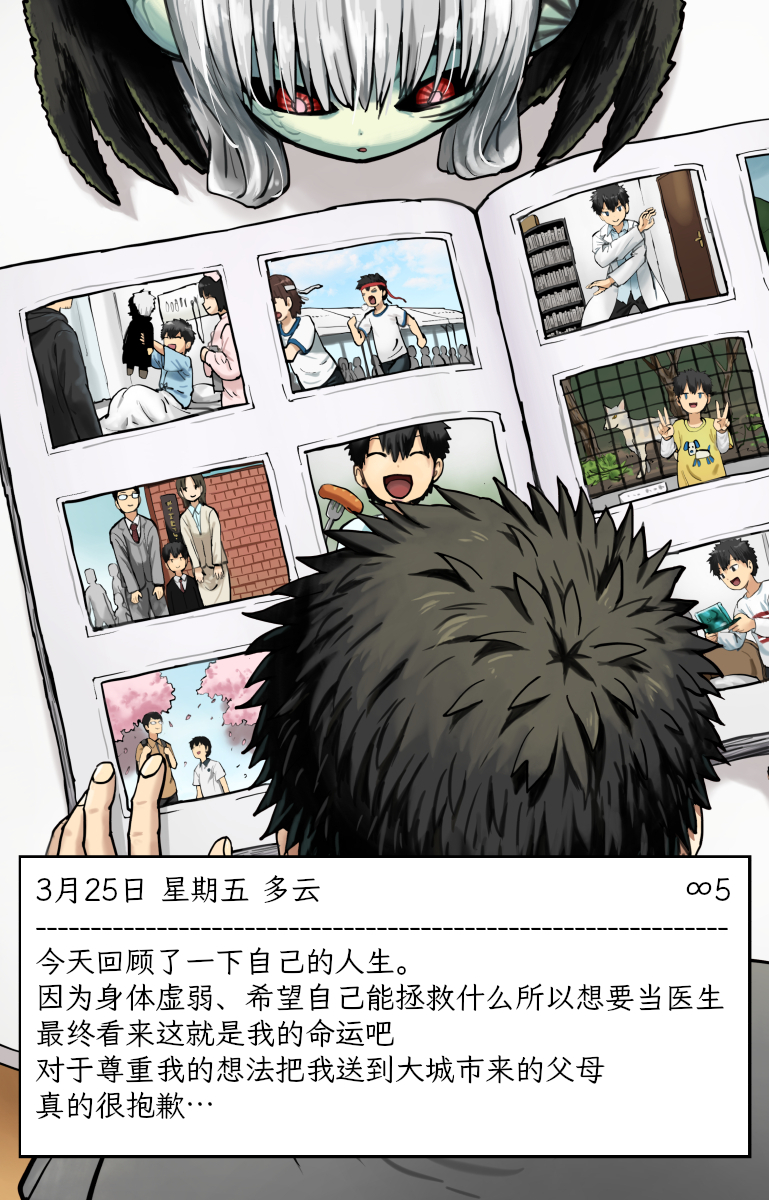 3月25日 星期五 多云 ∞5
今天回顾了一下自己的人生。
因为身体虚弱、希望自己能拯救什么所以想要当医生
最终看来这就是我的命运吧
对于尊重我的想法把我送到大城市来的父母
真的很抱歉…